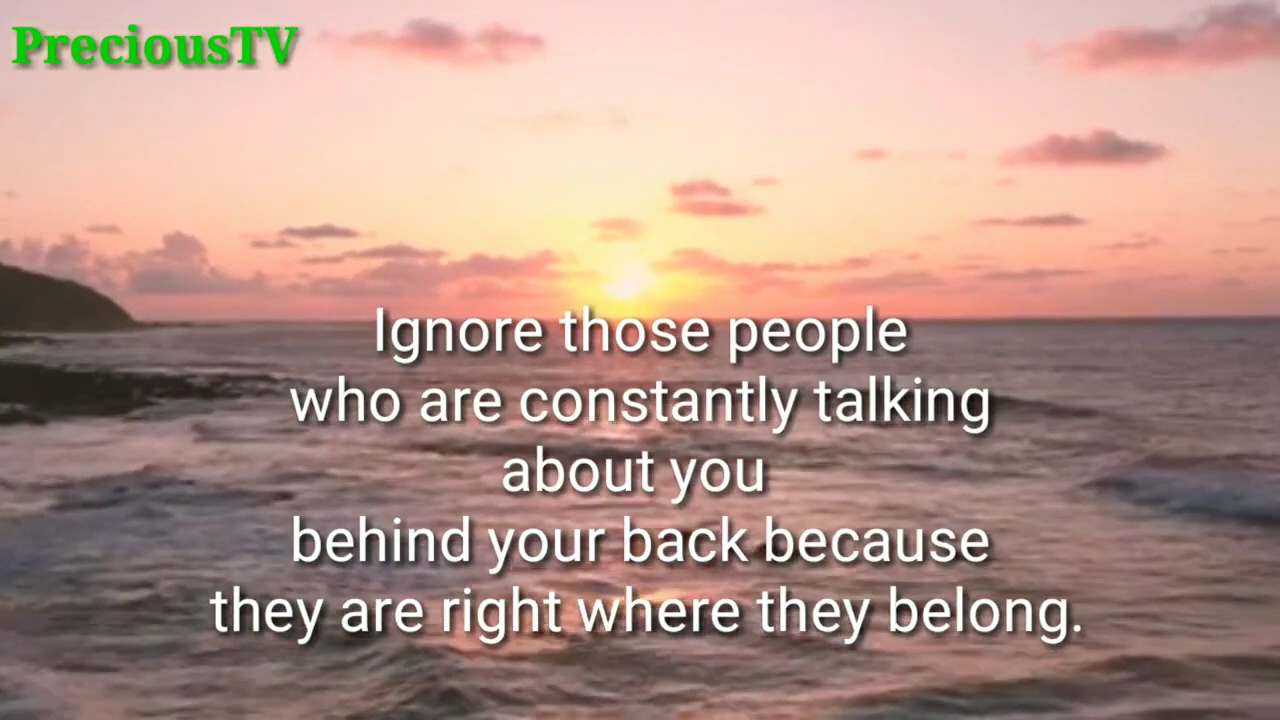 PreciousTV
Ignore those people
who are constantly talking
about you
behind your back because
they are right where they belong.